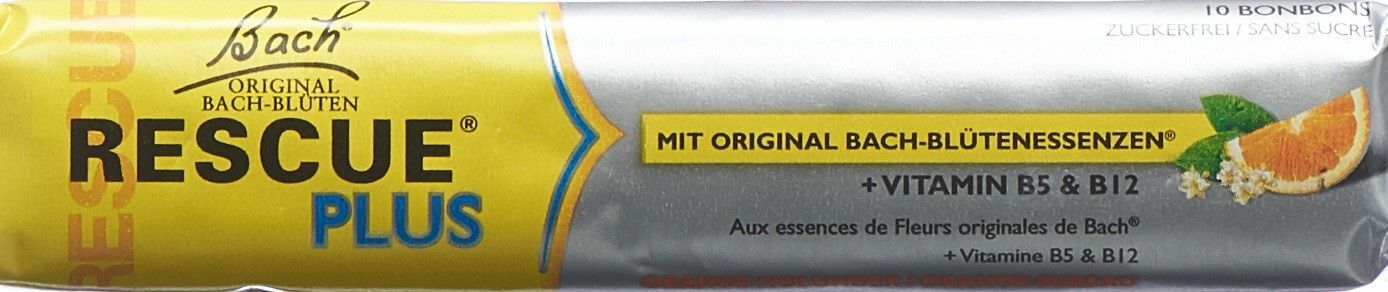 RESCUE
Bach®
ORIGINAL
BACH-BLÜTEN
RESCUE®
PLUS
10 BONBONS
ZUCKERFREI / SANS SUCRE
MIT ORIGINAL BACH-BLÜTENESSENZEN®
+ VITAMIN B5 & B12
Aux essences de Fleurs originales de Bach®
+ Vitamine B5 & B12